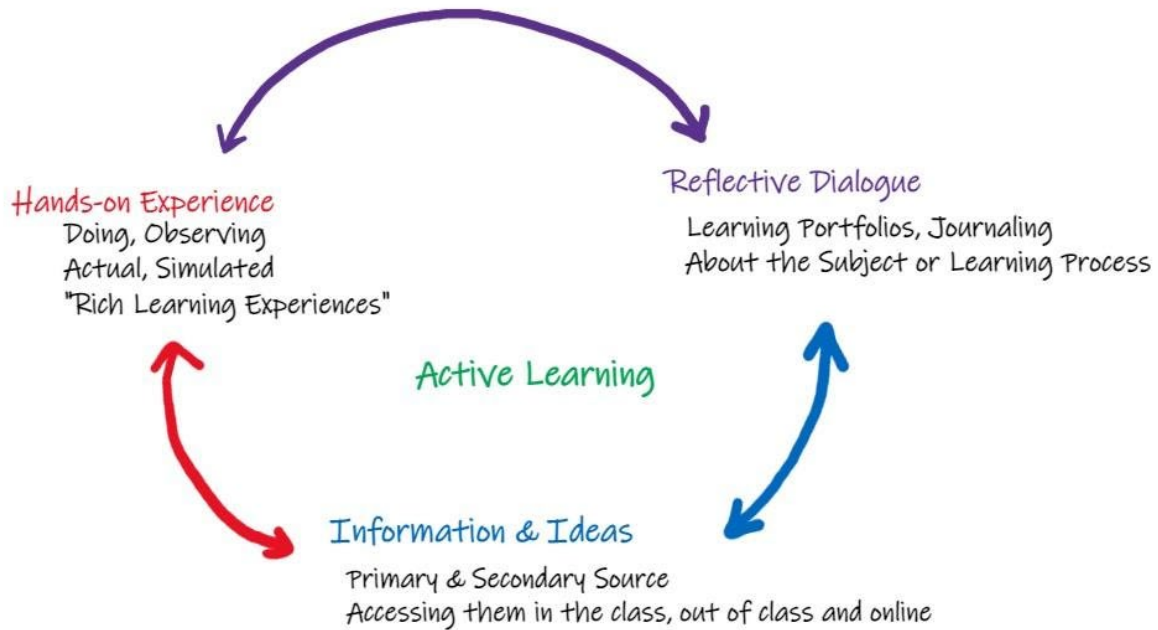 Hands-on Experience
Doing, Observing
Actual, Simulated
"Rich Learning Experiences"
Reflective Dialogue
Learning Portfolios, Journaling
About the Subject or Learning Process
Active Learning
Information & Ideas
Primary & Secondary Source
Accessing them in the class, out of class and online